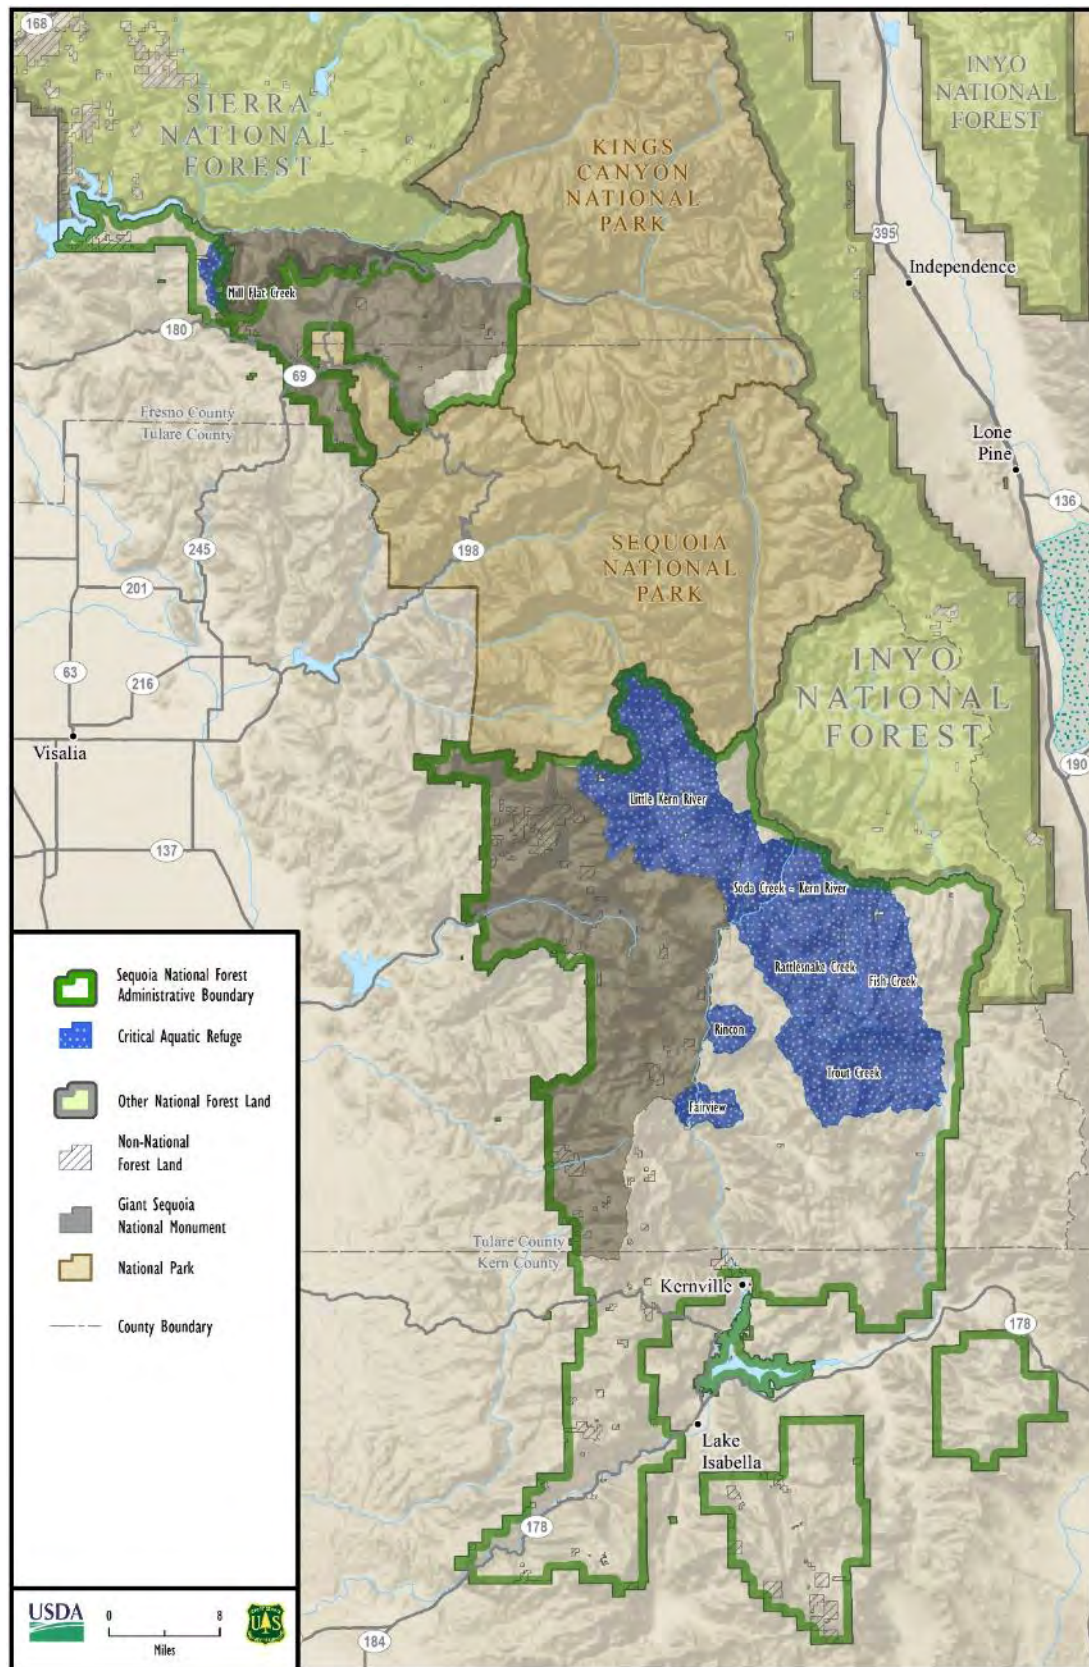 168
SIERRA
NATIONAL
FOREST
KINGS
CANYON
NATIONAL
PARK
INYO
NATIONAL
FOREST
395
Independence
Mill Flat Creek
180
69
Fresno County
Tulare County
Lone
Pine
136
245
198
SEQUOIA
NATIONAL
PARK
201
63
216
INYO
NATIONAL
FOREST
Visalia
190
Little Kern River
137
Soda Creek - Kern River
Rattlesnake Creek
Fish Creek
Rincon
Trout Creek
Fairview
Tulare County
Kern County
Kernville
178
Lake
Isabella
178
184
Sequoia National Forest
Administrative Boundary
Critical Aquatic Refuge
Other National Forest Land
Non-National
Forest Land
Giant Sequoia
National Monument
National Park
County Boundary
USDA
0 8
Miles
U S